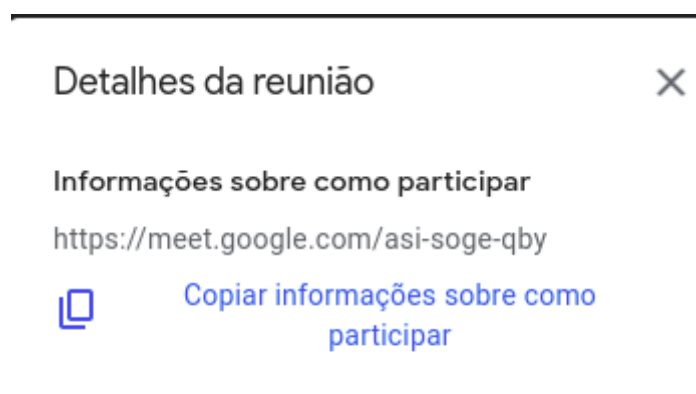 Detalhes da reunião
Informações sobre como participar
https://meet.google.com/asi-soge-qby
Copiar informações sobre como
participar